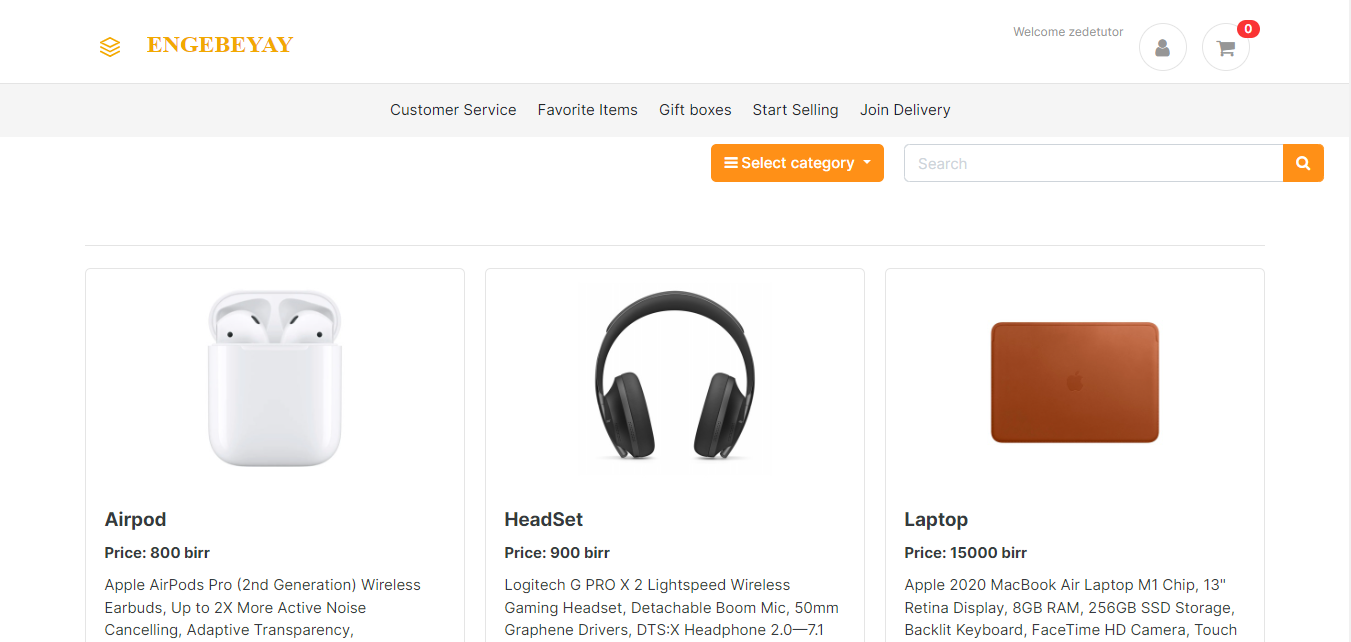 ENGEBEYAY
Welcome zedetutor
0
Customer Service Favorite Items Gift boxes Start Selling Join Delivery
Select category
Search
Airpod
Price: 800 birr
Apple AirPods Pro (2nd Generation) Wireless
Earbuds, Up to 2X More Active Noise
Cancelling, Adaptive Transparency,
HeadSet
Price: 900 birr
Logitech G PRO X 2 Lightspeed Wireless
Gaming Headset, Detachable Boom Mic, 50mm
Graphene Drivers, DTS:X Headphone 2.0—7.1
Laptop
Price: 15000 birr
Apple 2020 MacBook Air Laptop M1 Chip, 13"
Retina Display, 8GB RAM, 256GB SSD Storage,
Backlit Keyboard, FaceTime HD Camera, Touch